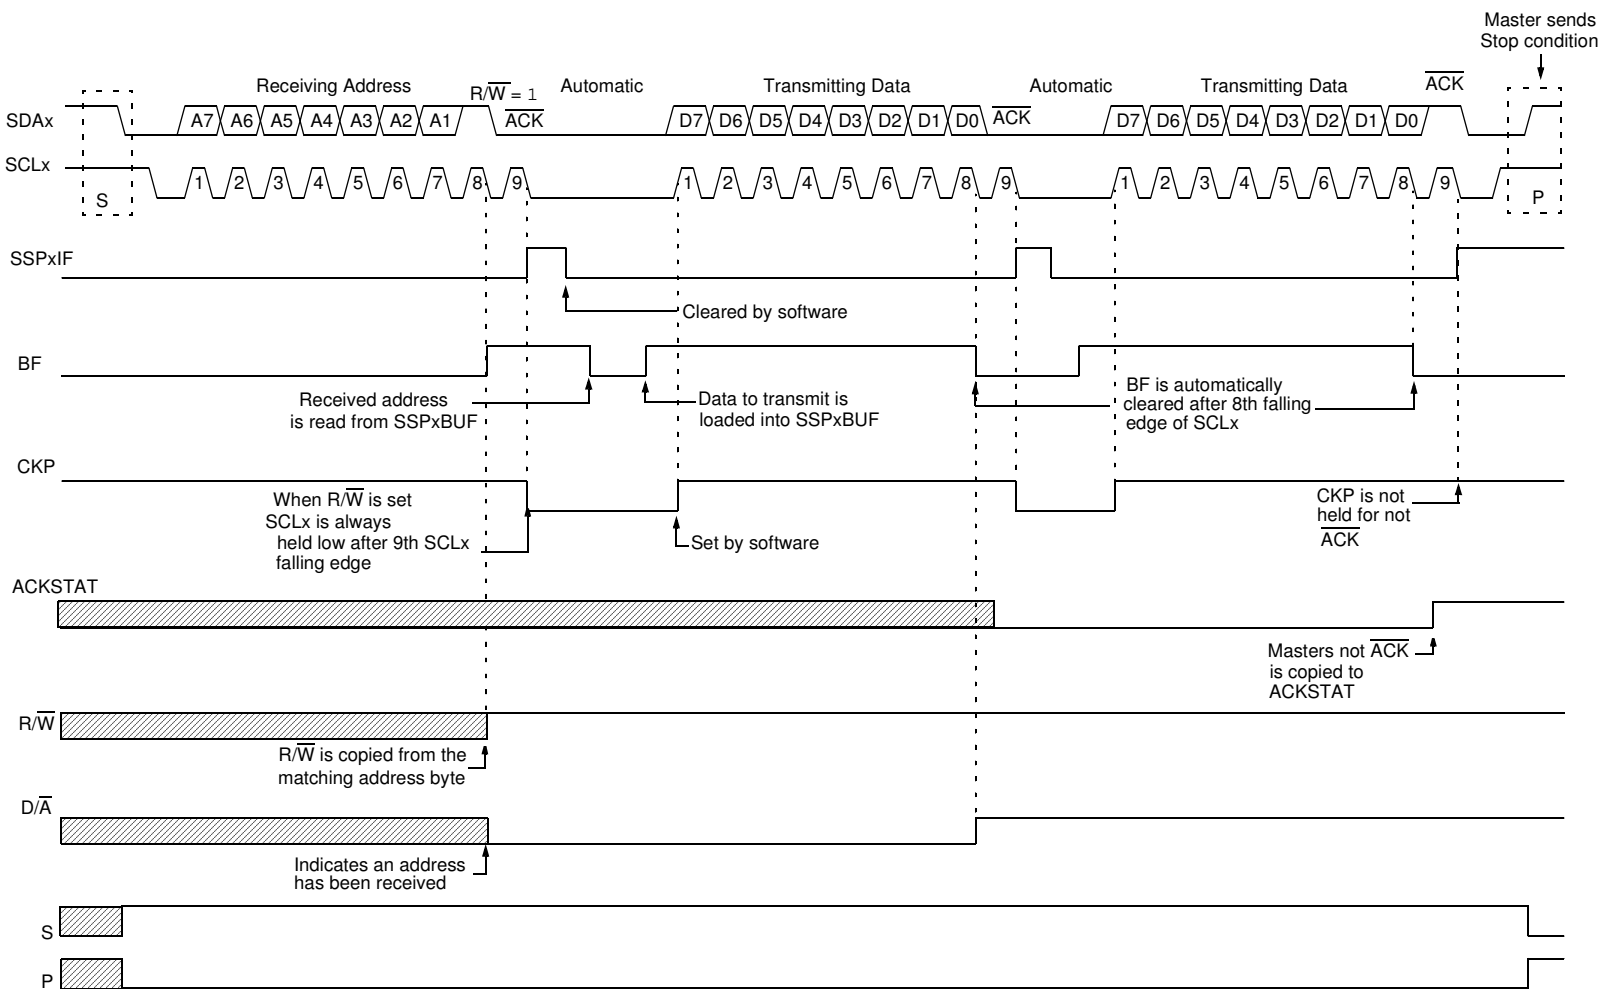 Master sends
Stop condition
Receiving Address
R/W = 1
Automatic
Transmitting Data
Automatic
Transmitting Data
ACK
SDAx
A7 A6 A5 A4 A3 A2 A1
ACK
D7 D6 D5 D4 D3 D2 D1 D0
ACK
D7 D6 D5 D4 D3 D2 D1 D0
SCLx
S
1 2 3 4 5 6 7 8 9
1 2 3 4 5 6 7 8 9
1 2 3 4 5 6 7 8 9
P
SSPxIF
Cleared by software
BF
Received address
is read from SSPxBUF
Data to transmit is
loaded into SSPxBUF
BF is automatically
cleared after 8th falling
edge of SCLx
CKP
When R/W is set
SCLx is always
held low after 9th SCLx
falling edge
Set by software
CKP is not
held for not
ACK
ACKSTAT
Masters not ACK
is copied to
ACKSTAT
R/W
R/W is copied from the
matching address byte
D/A
Indicates an address
has been received
S
P